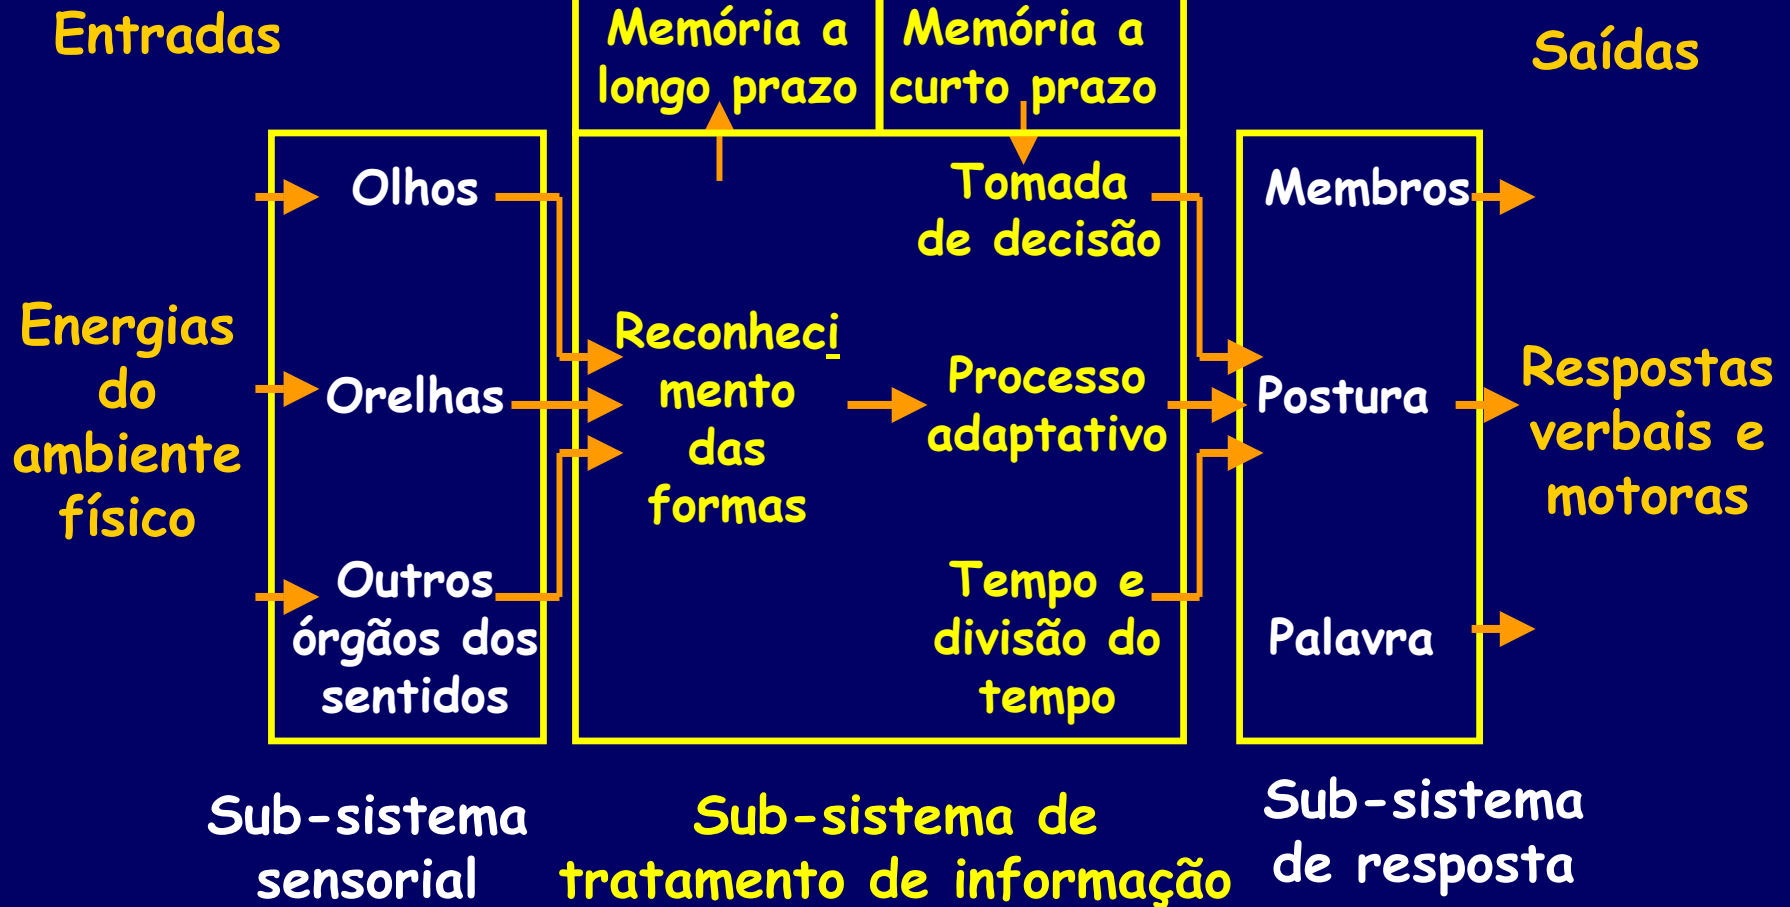 Entradas
Memória a
longo prazo
Memória a
curto prazo
Saídas
Energias
do
ambiente
físico
Olhos
Orelhas
Outros
órgãos dos
sentidos
Reconheci
mento
das
formas
Tomada
de decisão
Processo
adaptativo
Tempo e
divisão do
tempo
Membros
Postura
Palavra
Respostas
verbais e
motoras
Sub-sistema
sensorial
Sub-sistema de
tratamento de informação
Sub-sistema
de resposta